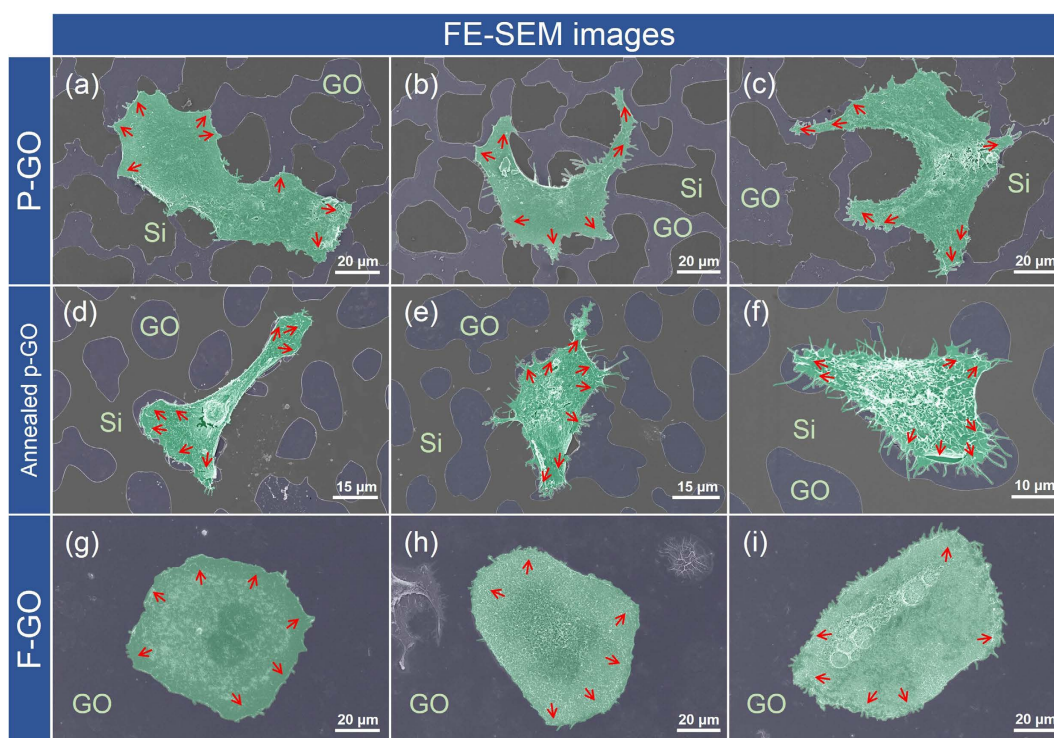 FE-SEM images
P-GO
(a)
GO
Si
20 µm
(b)
Si
GO
20 µm
(c)
GO
Si
20 µm
Annealed p-GO
(d)
GO
Si
15 µm
(e)
GO
Si
15 µm
(f)
Si
GO
10 µm
F-GO
(g)
GO
20 µm
(h)
GO
20 µm
(i)
GO
20 µm